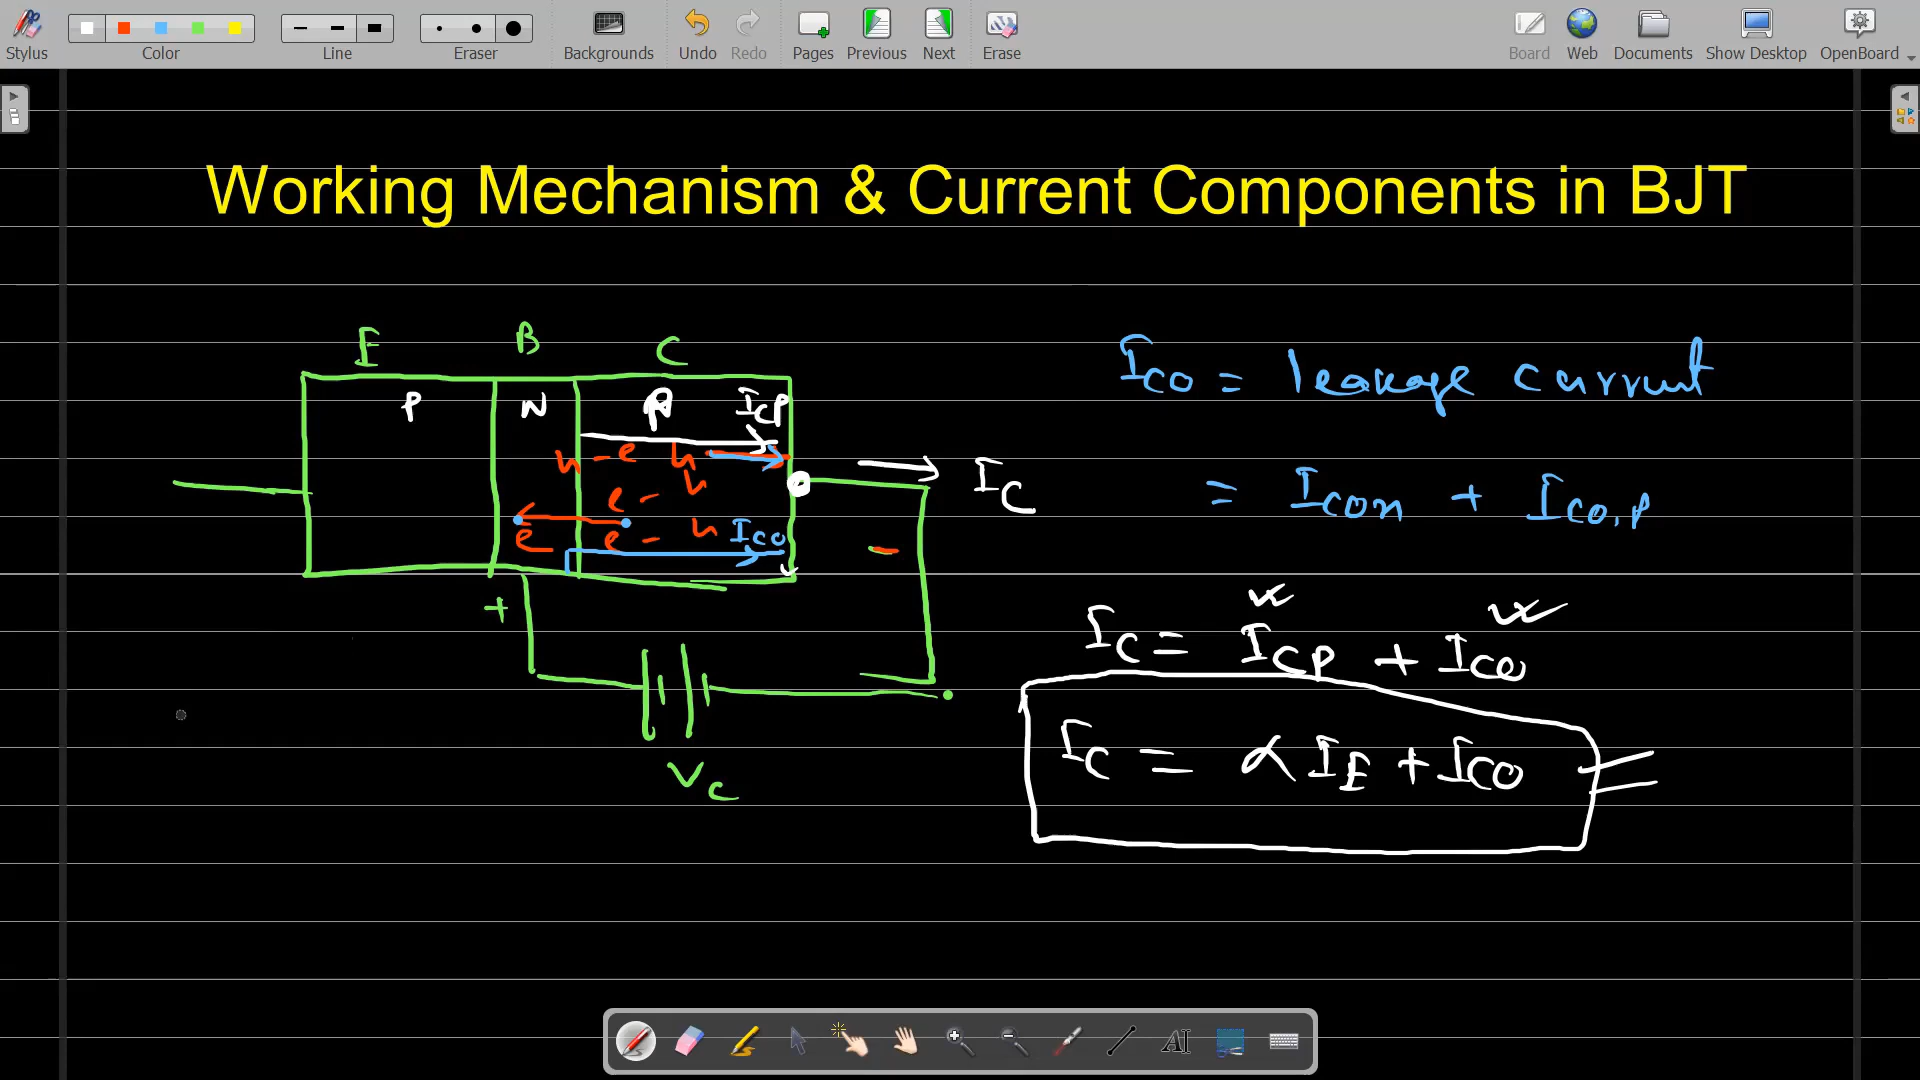 Stylus Color Line Eraser Backgrounds Undo Redo Pages Previous Next Erase Board Web Documents Show Desktop OpenBoard
Working Mechanism & Current Components in BJT
E B C
P N P ICP
h - e h
e - h
e e - h ICO
IC
-
+
VC
ICO = leakage current
= ICOn + ICO,P
IC = ICP + ICO
IC = α IE + ICO